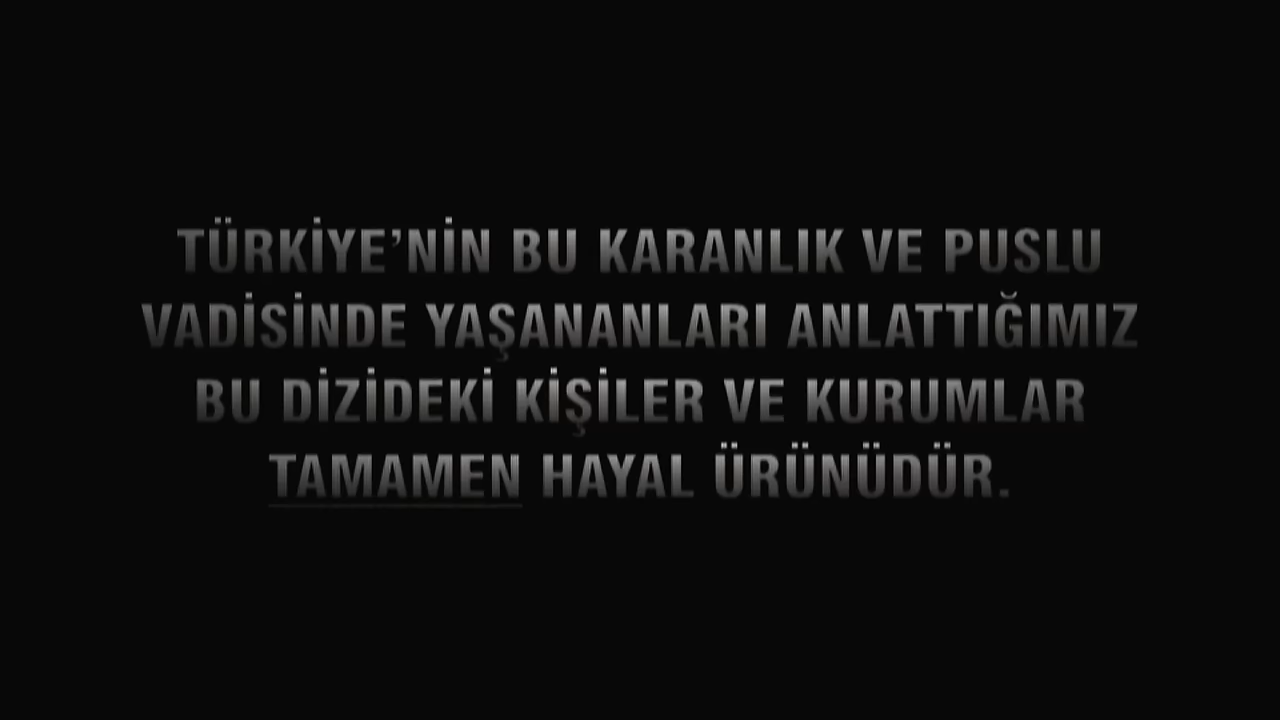 TÜRKİYE’NİN BU KARANLIK VE PUSLU
VADİSİNDE YAŞANANLARI ANLATTIĞIMIZ
BU DİZİDEKİ KİŞİLER VE KURUMLAR
TAMAMEN HAYAL ÜRÜNÜDÜR.